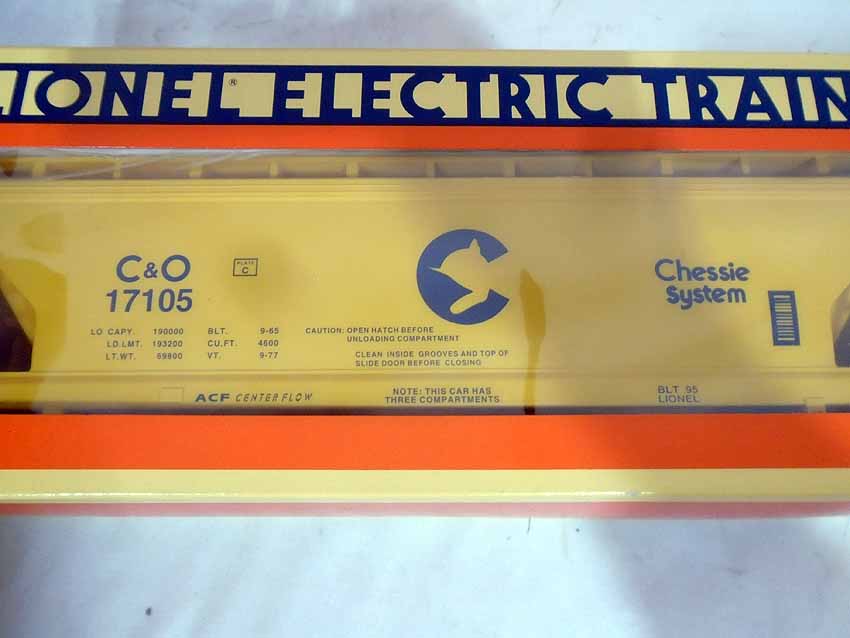 LIONEL® ELECTRIC TRAIN
C&O
17105
PLATE
C
LO CAPY. 190000 BLT. 9-65
LD.LMT. 193200 CU.FT. 4600
LT.WT. 69800 VT. 9-77
CAUTION: OPEN HATCH BEFORE
UNLOADING COMPARTMENT
CLEAN INSIDE GROOVES AND TOP OF
SLIDE DOOR BEFORE CLOSING
Chessie
System
ACF CENTER FLOW
NOTE: THIS CAR HAS
THREE COMPARTMENTS
BLT 95
LIONEL